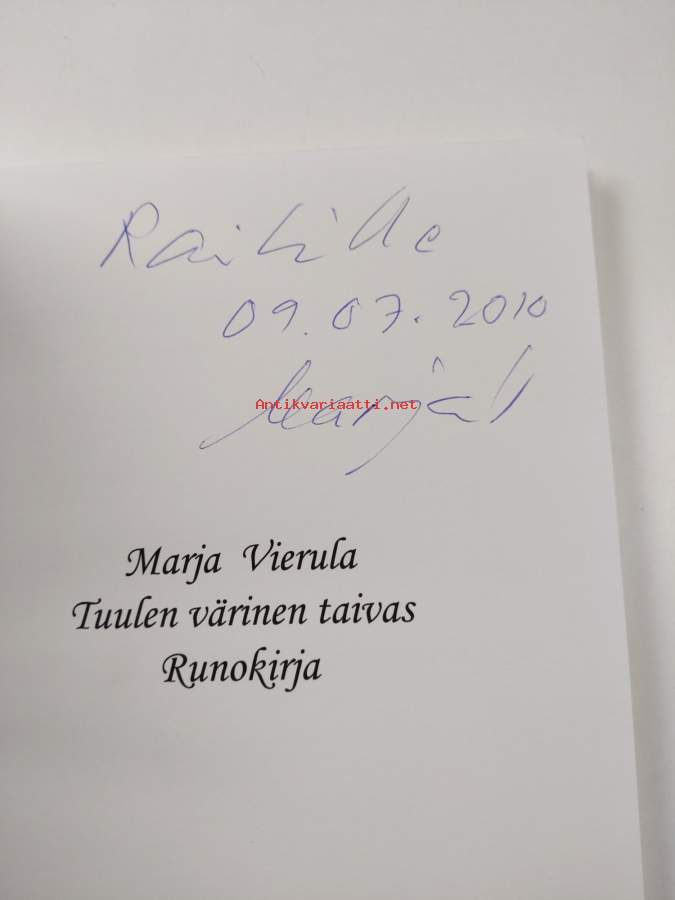 Raikille
09.07.2010
Antikvariaatti.net
Marja Vierula
Tuulen värinen taivas
Runokirja